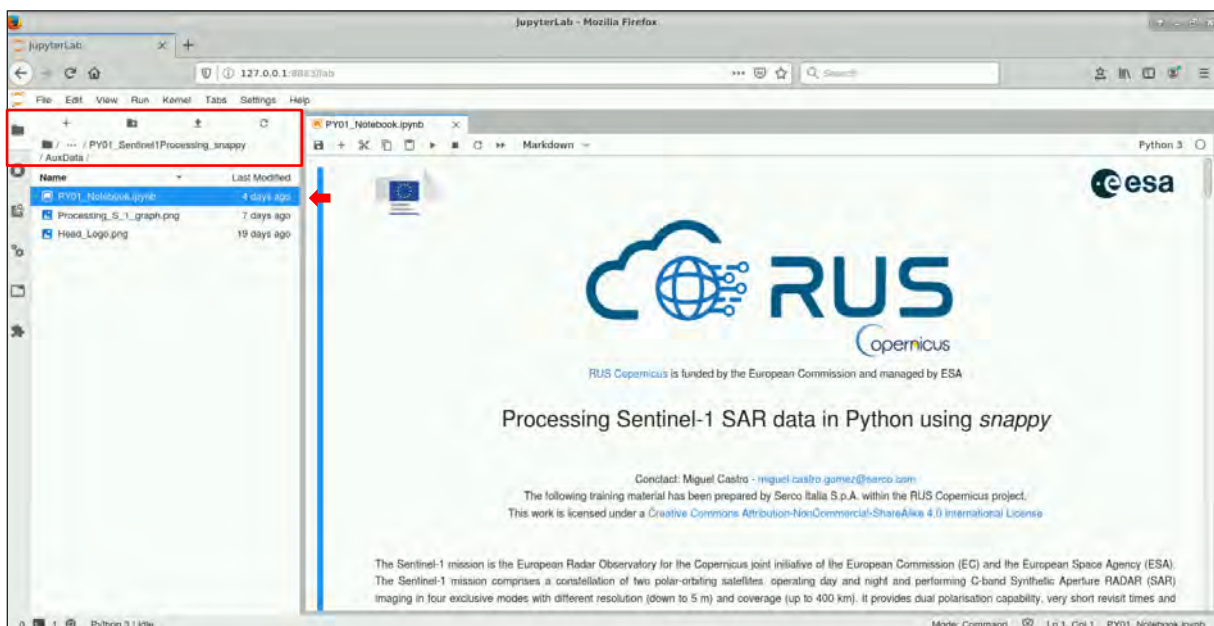 JupyterLab - Mozilla Firefox
JupyterLab × +
127.0.0.1:8883/lab ••• Search
File Edit View Run Kernel Tabs Settings Help
/ ··· / PY01_Sentinel1Processing_snappy
/ AuxData /
Name Last Modified
PY01_Notebook.ipynb 4 days ago
Processing_S_1_graph.png 7 days ago
Head_Logo.png 19 days ago
PY01_Notebook.ipynb ×
Markdown Python 3
esa
RUS
Copernicus
RUS Copernicus is funded by the European Commission and managed by ESA
Processing Sentinel-1 SAR data in Python using snappy
Conctact: Miguel Castro - miguel.castro.gomez@serco.com
The following training material has been prepared by Serco Italia S.p.A. within the RUS Copernicus project.
This work is licensed under a Creative Commons Attribution-NonCommercial-ShareAlike 4.0 International License
The Sentinel-1 mission is the European Radar Observatory for the Copernicus joint initiative of the European Commission (EC) and the European Space Agency (ESA).
The Sentinel-1 mission comprises a constellation of two polar-orbiting satellites, operating day and night and performing C-band Synthetic Aperture RADAR (SAR)
imaging in four exclusive modes with different resolution (down to 5 m) and coverage (up to 400 km). It provides dual polarisation capability, very short revisit times and
0 1 Python 3 | Idle Mode: Command Ln 1, Col 1 PY01_Notebook.ipynb